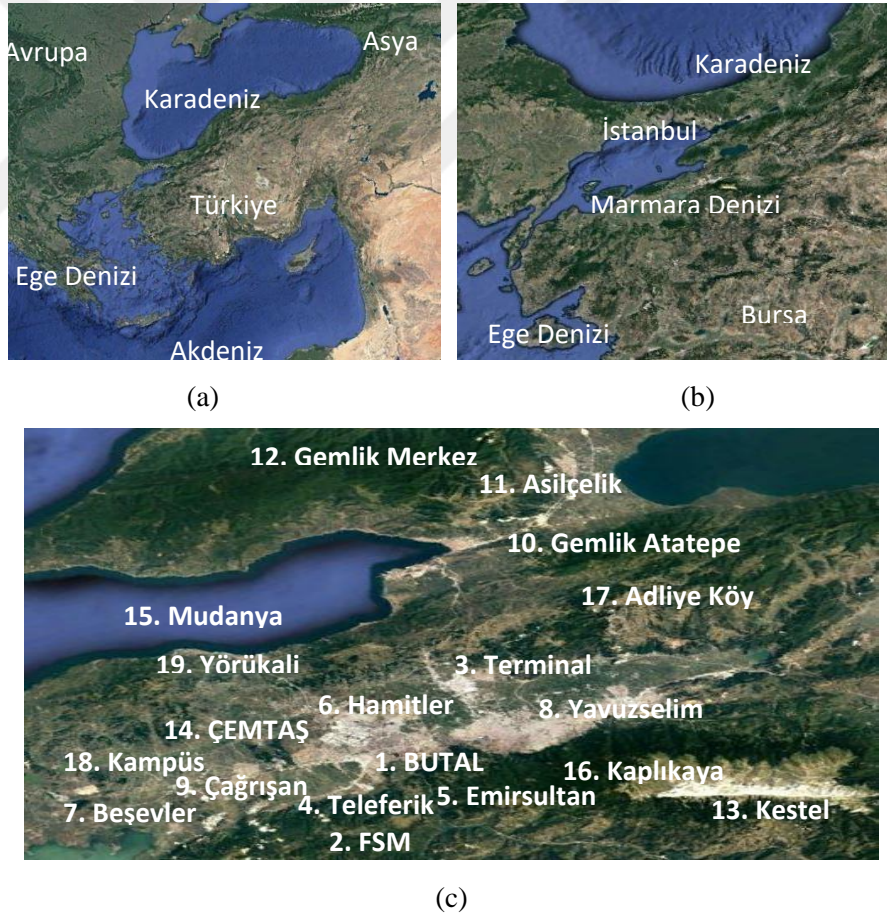 Avrupa
Asya
Karadeniz
Türkiye
Ege Denizi
Akdeniz
(a)
Karadeniz
İstanbul
Marmara Denizi
Bursa
Ege Denizi
(b)
12. Gemlik Merkez
11. Asilçelik
10. Gemlik Atatepe
17. Adliye Köy
15. Mudanya
19. Yörükali
3. Terminal
6. Hamitler
8. Yavuzselim
14. ÇEMTAŞ
18. Kampüs
1. BUTAL
16. Kaplıkaya
9. Çağrışan
7. Beşevler
4. Teleferik
5. Emirsultan
13. Kestel
2. FSM
(c)